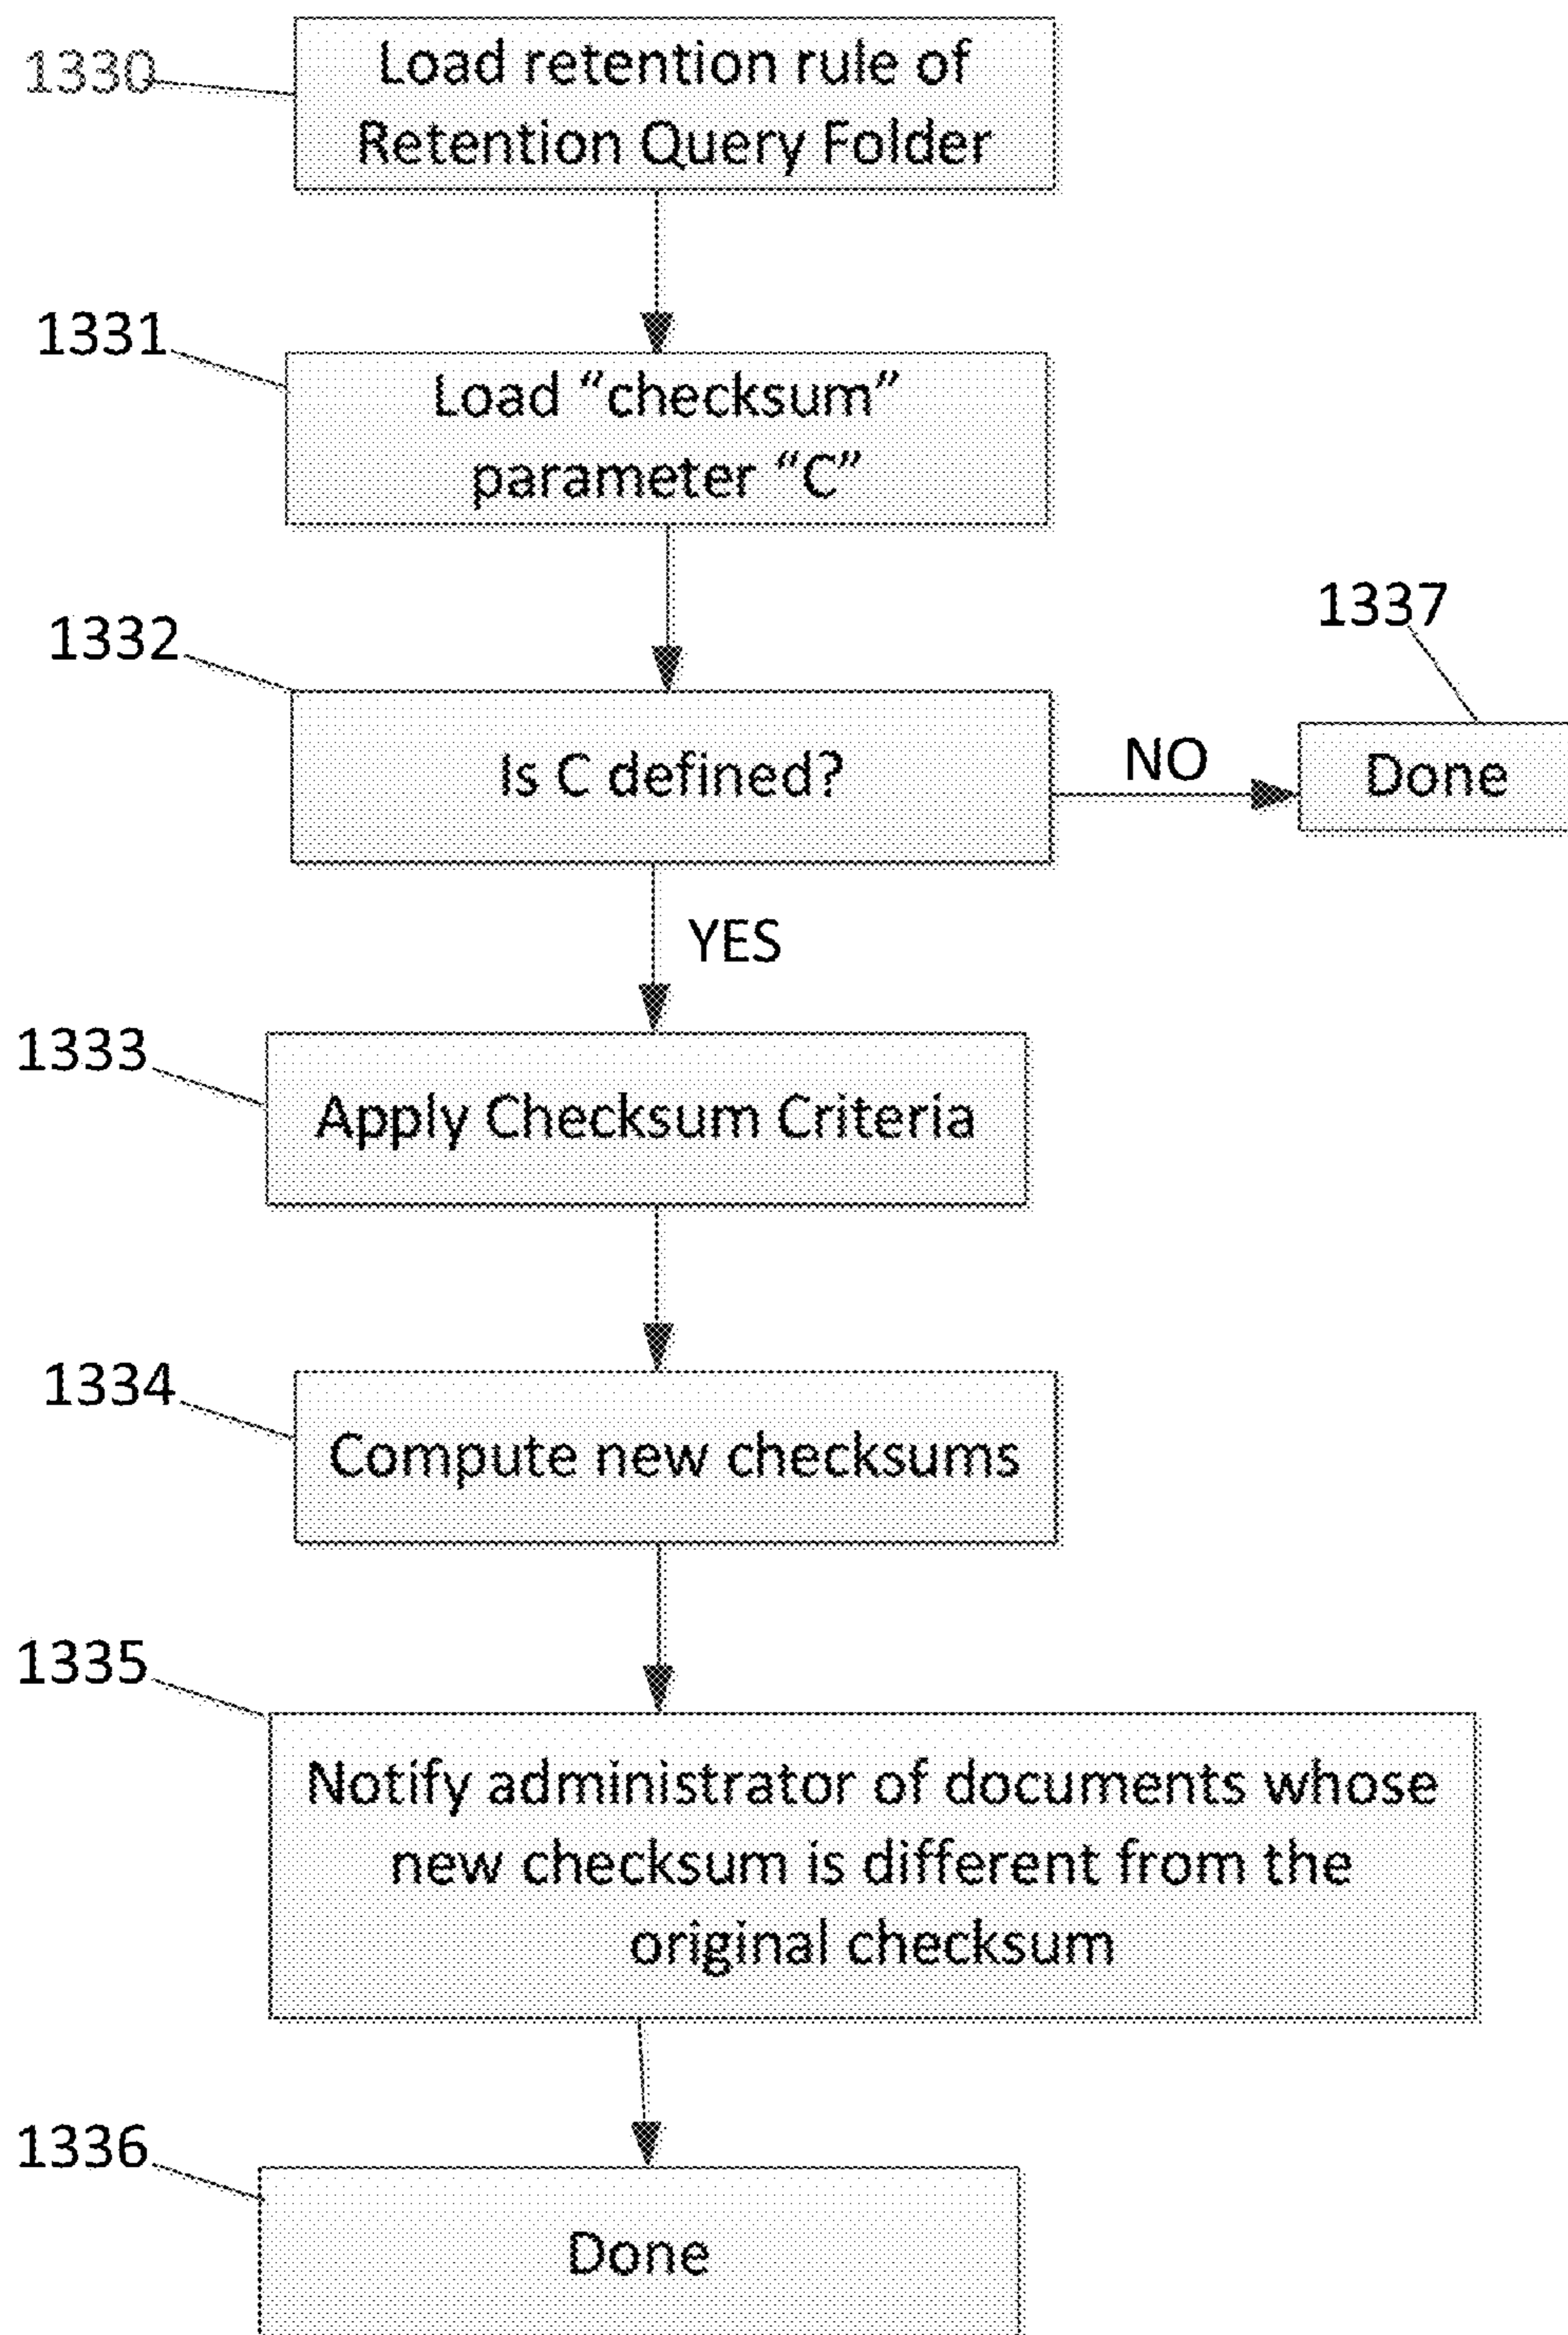 1330
Load retention rule of
Retention Query Folder
1331
Load “checksum”
parameter “C”
1332
Is C defined?
NO
1337
Done
YES
1333
Apply Checksum Criteria
1334
Compute new checksums
1335
Notify administrator of documents whose
new checksum is different from the
original checksum
1336
Done